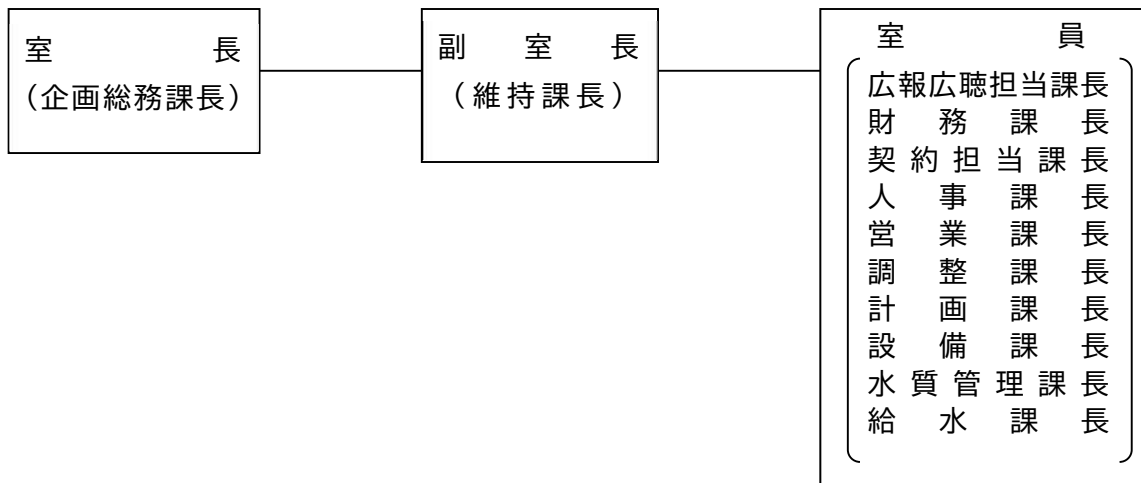 室長
（企画総務課長）
副室長
（維持課長）
室員
広報広聴担当課長
財務課長
契約担当課長
人事課長
営業課長
調整課長
計画課長
設備課長
水質管理課長
給水課長